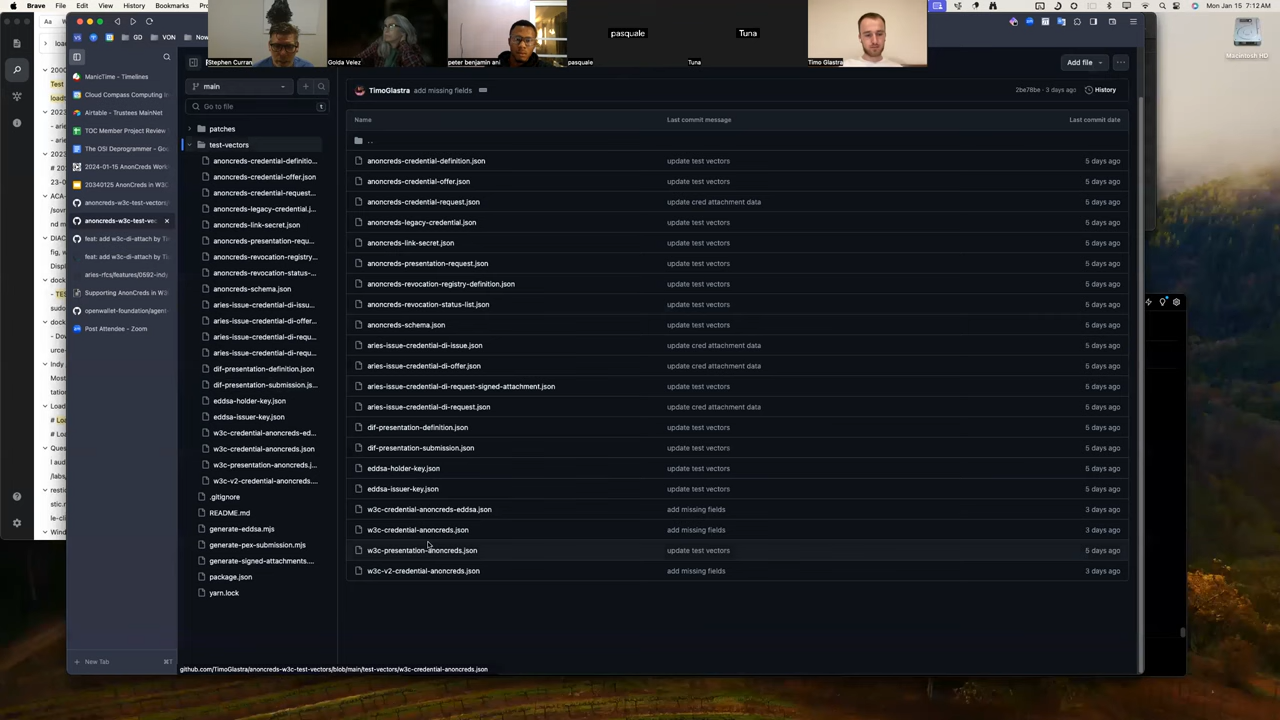 Brave File Edit View History Bookmarks
Mon Jan 15 7:12 AM
Stephen Curran
Golda Velez
peter benjamin ani
pasquale
pasquale
Tuna
Tuna
Timo Glastra
Macintosh HD
GD
VON
ManicTime – Timelines
Cloud Compass Computing
Airtable - Trustees MainNet
TOC Member Project Review
The OSI Deprogrammer - Goo
2024-01-15 AnonCreds Work
20340125 AnonCreds in W3C
anoncreds-w3c-test-vectors/
anoncreds-w3c-test-vec
feat: add w3c-di-attach by Ti
feat: add w3c-di-attach by Ti
aries-rfcs/features/0592-indy
Supporting AnonCreds in W3
openwallet-foundation/agent-
Post Attendee - Zoom
New Tab
main
Go to file
patches
test-vectors
anoncreds-credential-definitio...
anoncreds-credential-offer.json
anoncreds-credential-request...
anoncreds-legacy-credential.j...
anoncreds-link-secret.json
anoncreds-presentation-requ...
anoncreds-revocation-registry...
anoncreds-revocation-status-...
anoncreds-schema.json
aries-issue-credential-di-issu...
aries-issue-credential-di-offer...
aries-issue-credential-di-requ...
aries-issue-credential-di-requ...
dif-presentation-definition.json
dif-presentation-submission.js...
eddsa-holder-key.json
eddsa-issuer-key.json
w3c-credential-anoncreds-ed...
w3c-credential-anoncreds.json
w3c-presentation-anoncreds.j...
w3c-v2-credential-anoncreds....
.gitignore
README.md
generate-eddsa.mjs
generate-pex-submission.mjs
generate-signed-attachments....
package.json
yarn.lock
Add file
TimoGlastra add missing fields
2be78be · 3 days ago
History
Name Last commit message Last commit date
..
anoncreds-credential-definition.json update test vectors 5 days ago
anoncreds-credential-offer.json update test vectors 5 days ago
anoncreds-credential-request.json update cred attachment data 5 days ago
anoncreds-legacy-credential.json update test vectors 5 days ago
anoncreds-link-secret.json update test vectors 5 days ago
anoncreds-presentation-request.json update test vectors 5 days ago
anoncreds-revocation-registry-definition.json update test vectors 5 days ago
anoncreds-revocation-status-list.json update test vectors 5 days ago
anoncreds-schema.json update test vectors 5 days ago
aries-issue-credential-di-issue.json update cred attachment data 5 days ago
aries-issue-credential-di-offer.json update cred attachment data 5 days ago
aries-issue-credential-di-request-signed-attachment.json update test vectors 5 days ago
aries-issue-credential-di-request.json update cred attachment data 5 days ago
dif-presentation-definition.json update test vectors 5 days ago
dif-presentation-submission.json update test vectors 5 days ago
eddsa-holder-key.json update test vectors 5 days ago
eddsa-issuer-key.json update test vectors 5 days ago
w3c-credential-anoncreds-eddsa.json add missing fields 3 days ago
w3c-credential-anoncreds.json add missing fields 3 days ago
w3c-presentation-anoncreds.json update test vectors 5 days ago
w3c-v2-credential-anoncreds.json add missing fields 3 days ago
github.com/TimoGlastra/anoncreds-w3c-test-vectors/blob/main/test-vectors/w3c-credential-anoncreds.json